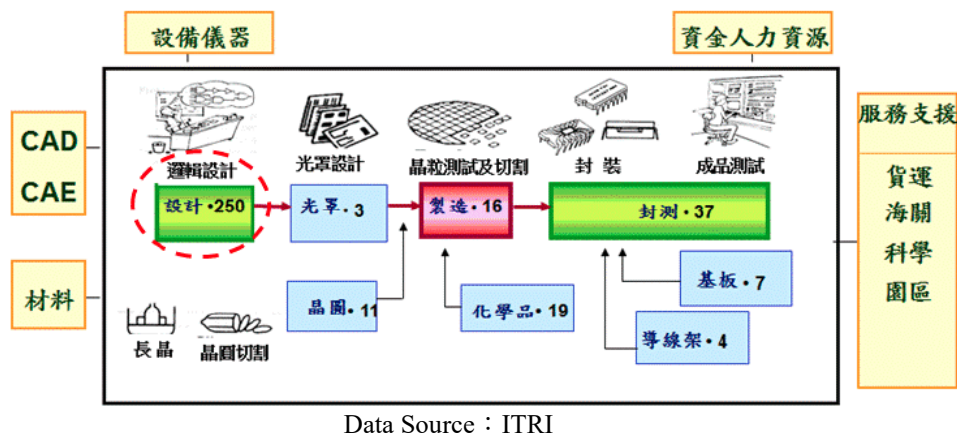 設備儀器
資金人力資源
CAD
CAE
材料
邏輯設計
光罩設計
晶粒測試及切割
封裝
成品測試
設計•250
光罩•3
製造•16
封測•37
晶圓•11
化學品•19
基板•7
導線架•4
長晶
晶圓切割
服務支援
貨運
海關
科學
園區
Data Source：ITRI